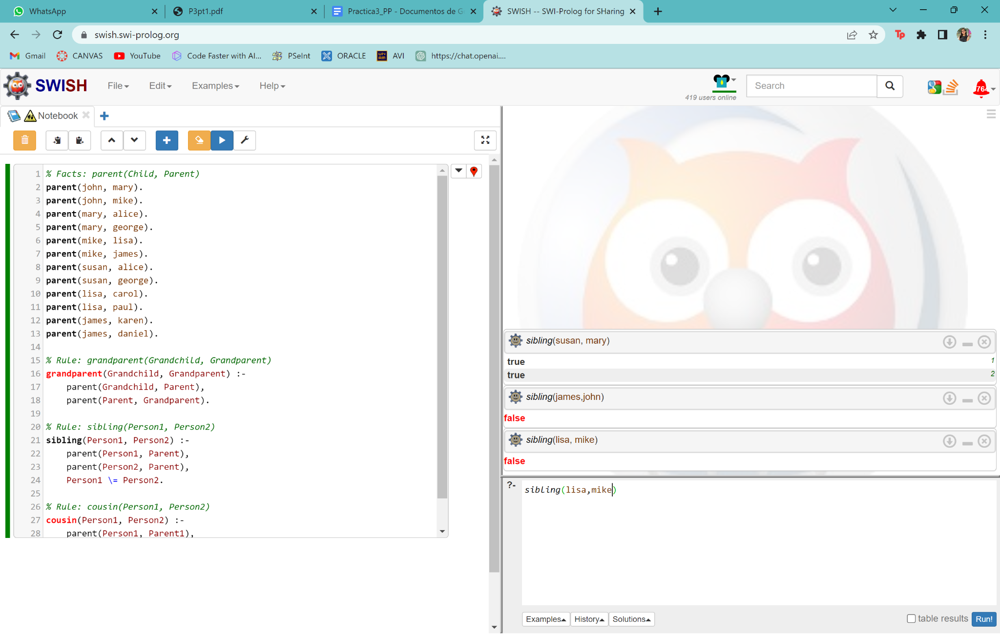 WhatsApp
P3pt1.pdf
Practica3_PP - Documentos de G
SWISH -- SWI-Prolog for SHaring
swish.swi-prolog.org
Tp
Gmail
CANVAS
YouTube
Code Faster with AI...
PSeInt
ORACLE
UN
AM
AVI
https://chat.openai....
SWISH
File
Edit
Examples
Help
419 users online
Search
764
Notebook
1 % Facts: parent(Child, Parent)
2 parent(john, mary).
3 parent(john, mike).
4 parent(mary, alice).
5 parent(mary, george).
6 parent(mike, lisa).
7 parent(mike, james).
8 parent(susan, alice).
9 parent(susan, george).
10 parent(lisa, carol).
11 parent(lisa, paul).
12 parent(james, karen).
13 parent(james, daniel).
14
15 % Rule: grandparent(Grandchild, Grandparent)
16 grandparent(Grandchild, Grandparent) :-
17 parent(Grandchild, Parent),
18 parent(Parent, Grandparent).
19
20 % Rule: sibling(Person1, Person2)
21 sibling(Person1, Person2) :-
22 parent(Person1, Parent),
23 parent(Person2, Parent),
24 Person1 \= Person2.
25
26 % Rule: cousin(Person1, Person2)
27 cousin(Person1, Person2) :-
28 parent(Person1, Parent1),
sibling(susan, mary)
true 1
true 2
sibling(james,john)
false
sibling(lisa, mike)
false
?- sibling(lisa,mike)
Examples
History
Solutions
table results
Run!